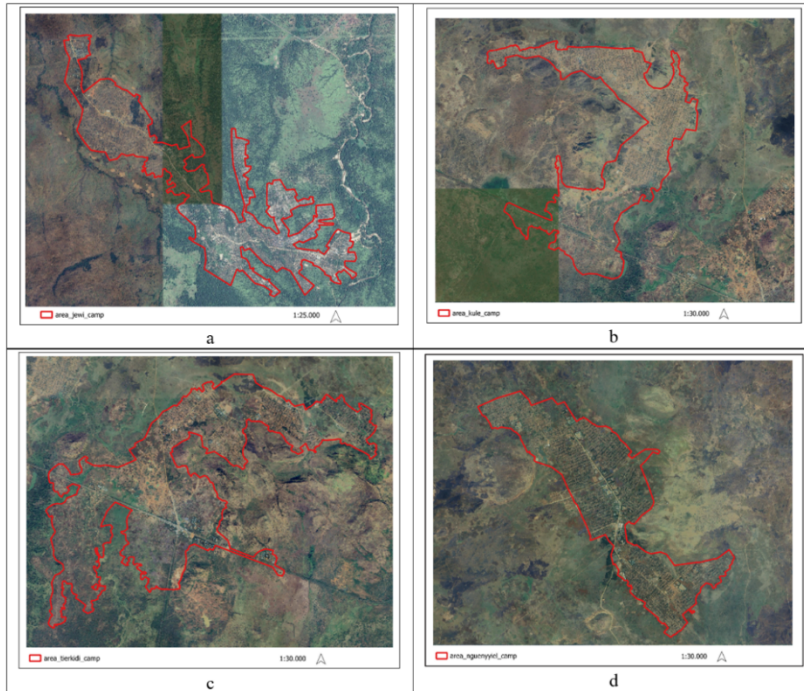 area_jewi_camp 1:25.000
a
area_kule_camp 1:30.000
b
area_tierkidi_camp 1:30.000
c
area_nguenyyiel_camp 1:30.000
d